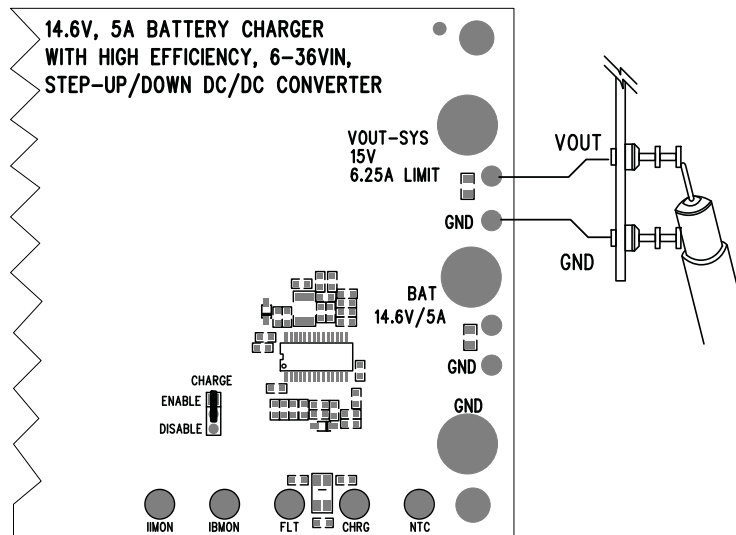 14.6V, 5A BATTERY CHARGER
WITH HIGH EFFICIENCY, 6-36VIN,
STEP-UP/DOWN DC/DC CONVERTER
VOUT-SYS
15V
6.25A LIMIT
VOUT
GND
GND
BAT
14.6V/5A
GND
CHARGE
ENABLE
DISABLE
GND
IIMON
IBMON
FLT
CHRG
NTC